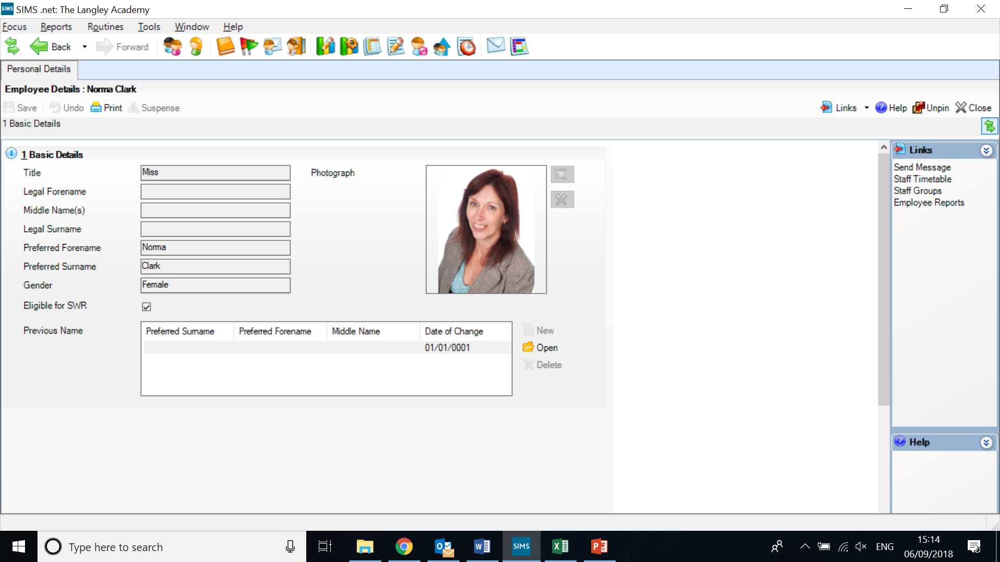 SIMS SIMS .net: The Langley Academy
Focus Reports Routines Tools Window Help
Back Forward
Personal Details
Employee Details : Norma Clark
Save Undo Print Suspense Links Help Unpin Close
1 Basic Details
1 Basic Details
Title Miss Photograph
Legal Forename
Middle Name(s)
Legal Surname
Preferred Forename Norma
Preferred Surname Clark
Gender Female
Eligible for SWR
Previous Name Preferred Surname Preferred Forename Middle Name Date of Change New
01/01/0001 Open
Delete
Links
Send Message
Staff Timetable
Staff Groups
Employee Reports
Help
Type here to search SIMS ENG 15:14
06/09/2018